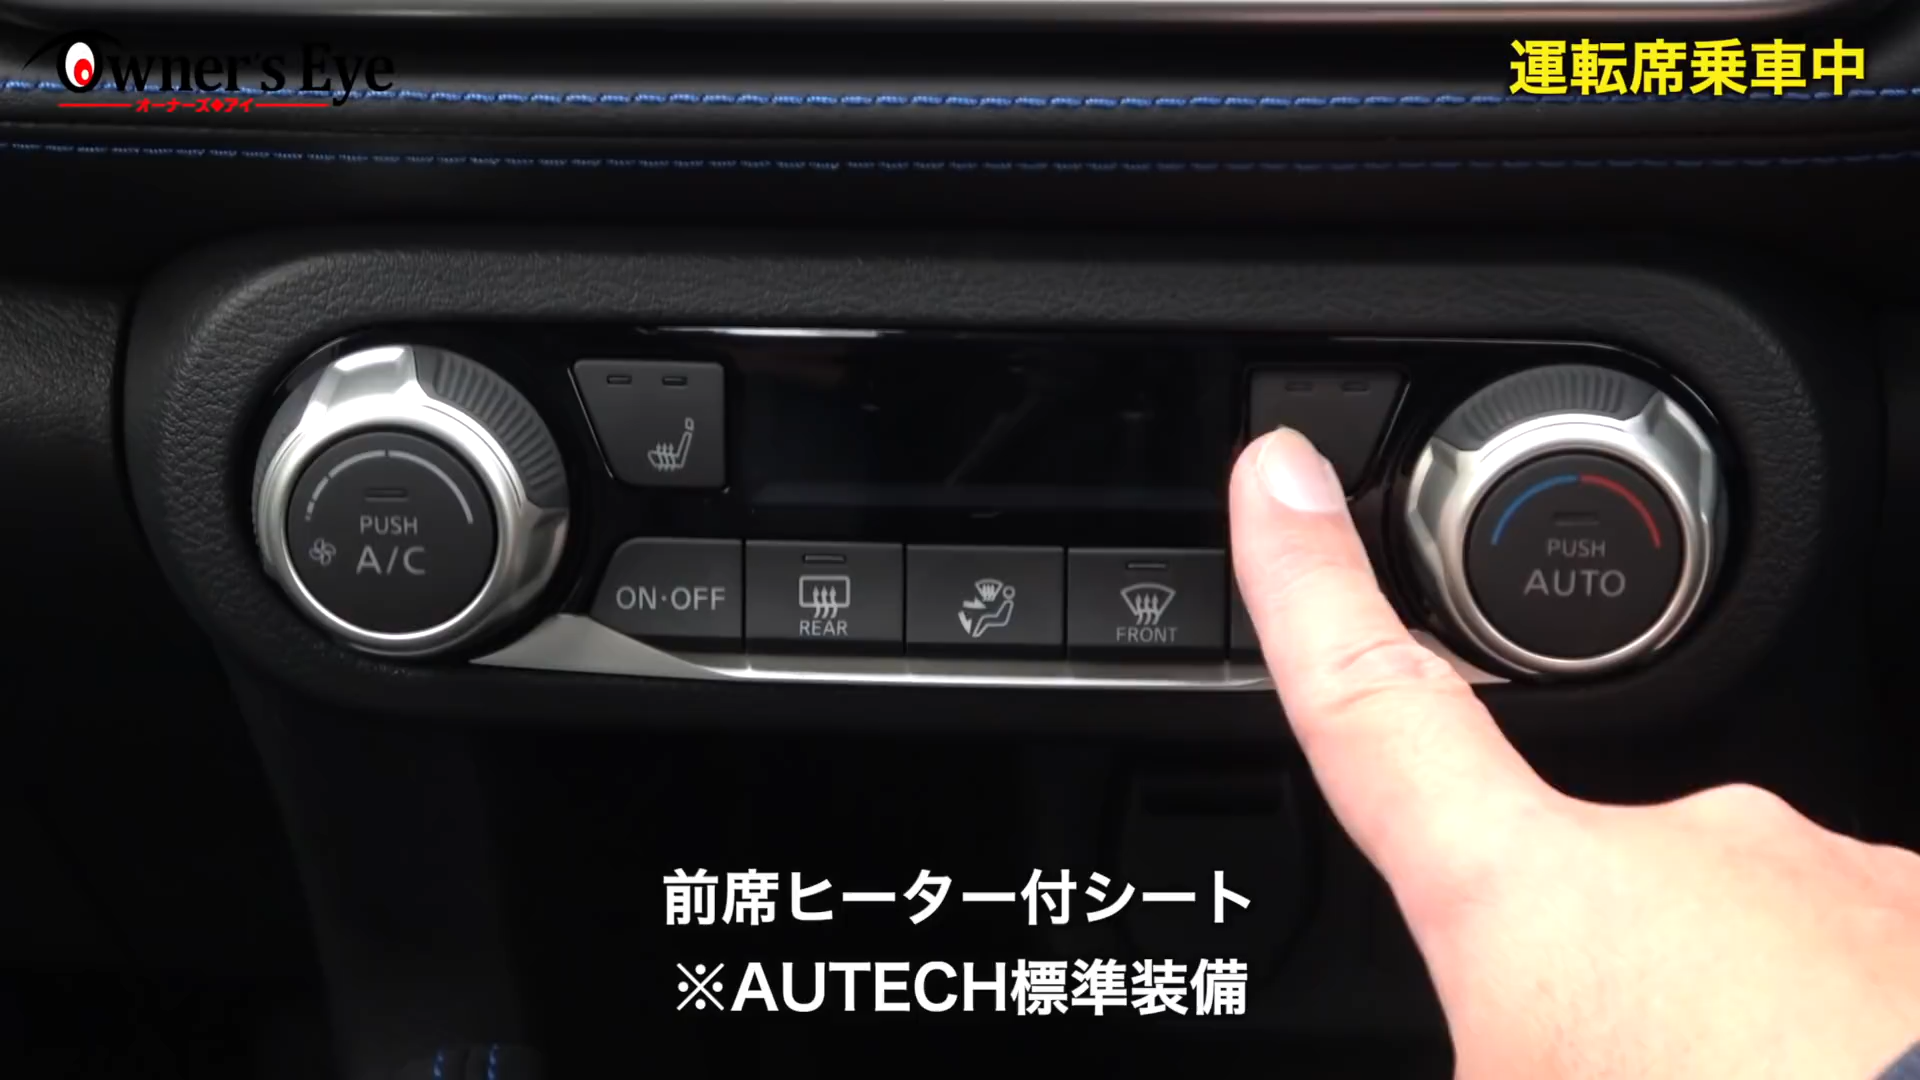 Owner's Eye
オーナーズ◆アイ
運転席乗車中
PUSH
A/C
ON·OFF
REAR
FRONT
PUSH
AUTO
前席ヒーター付シート
※AUTECH標準装備